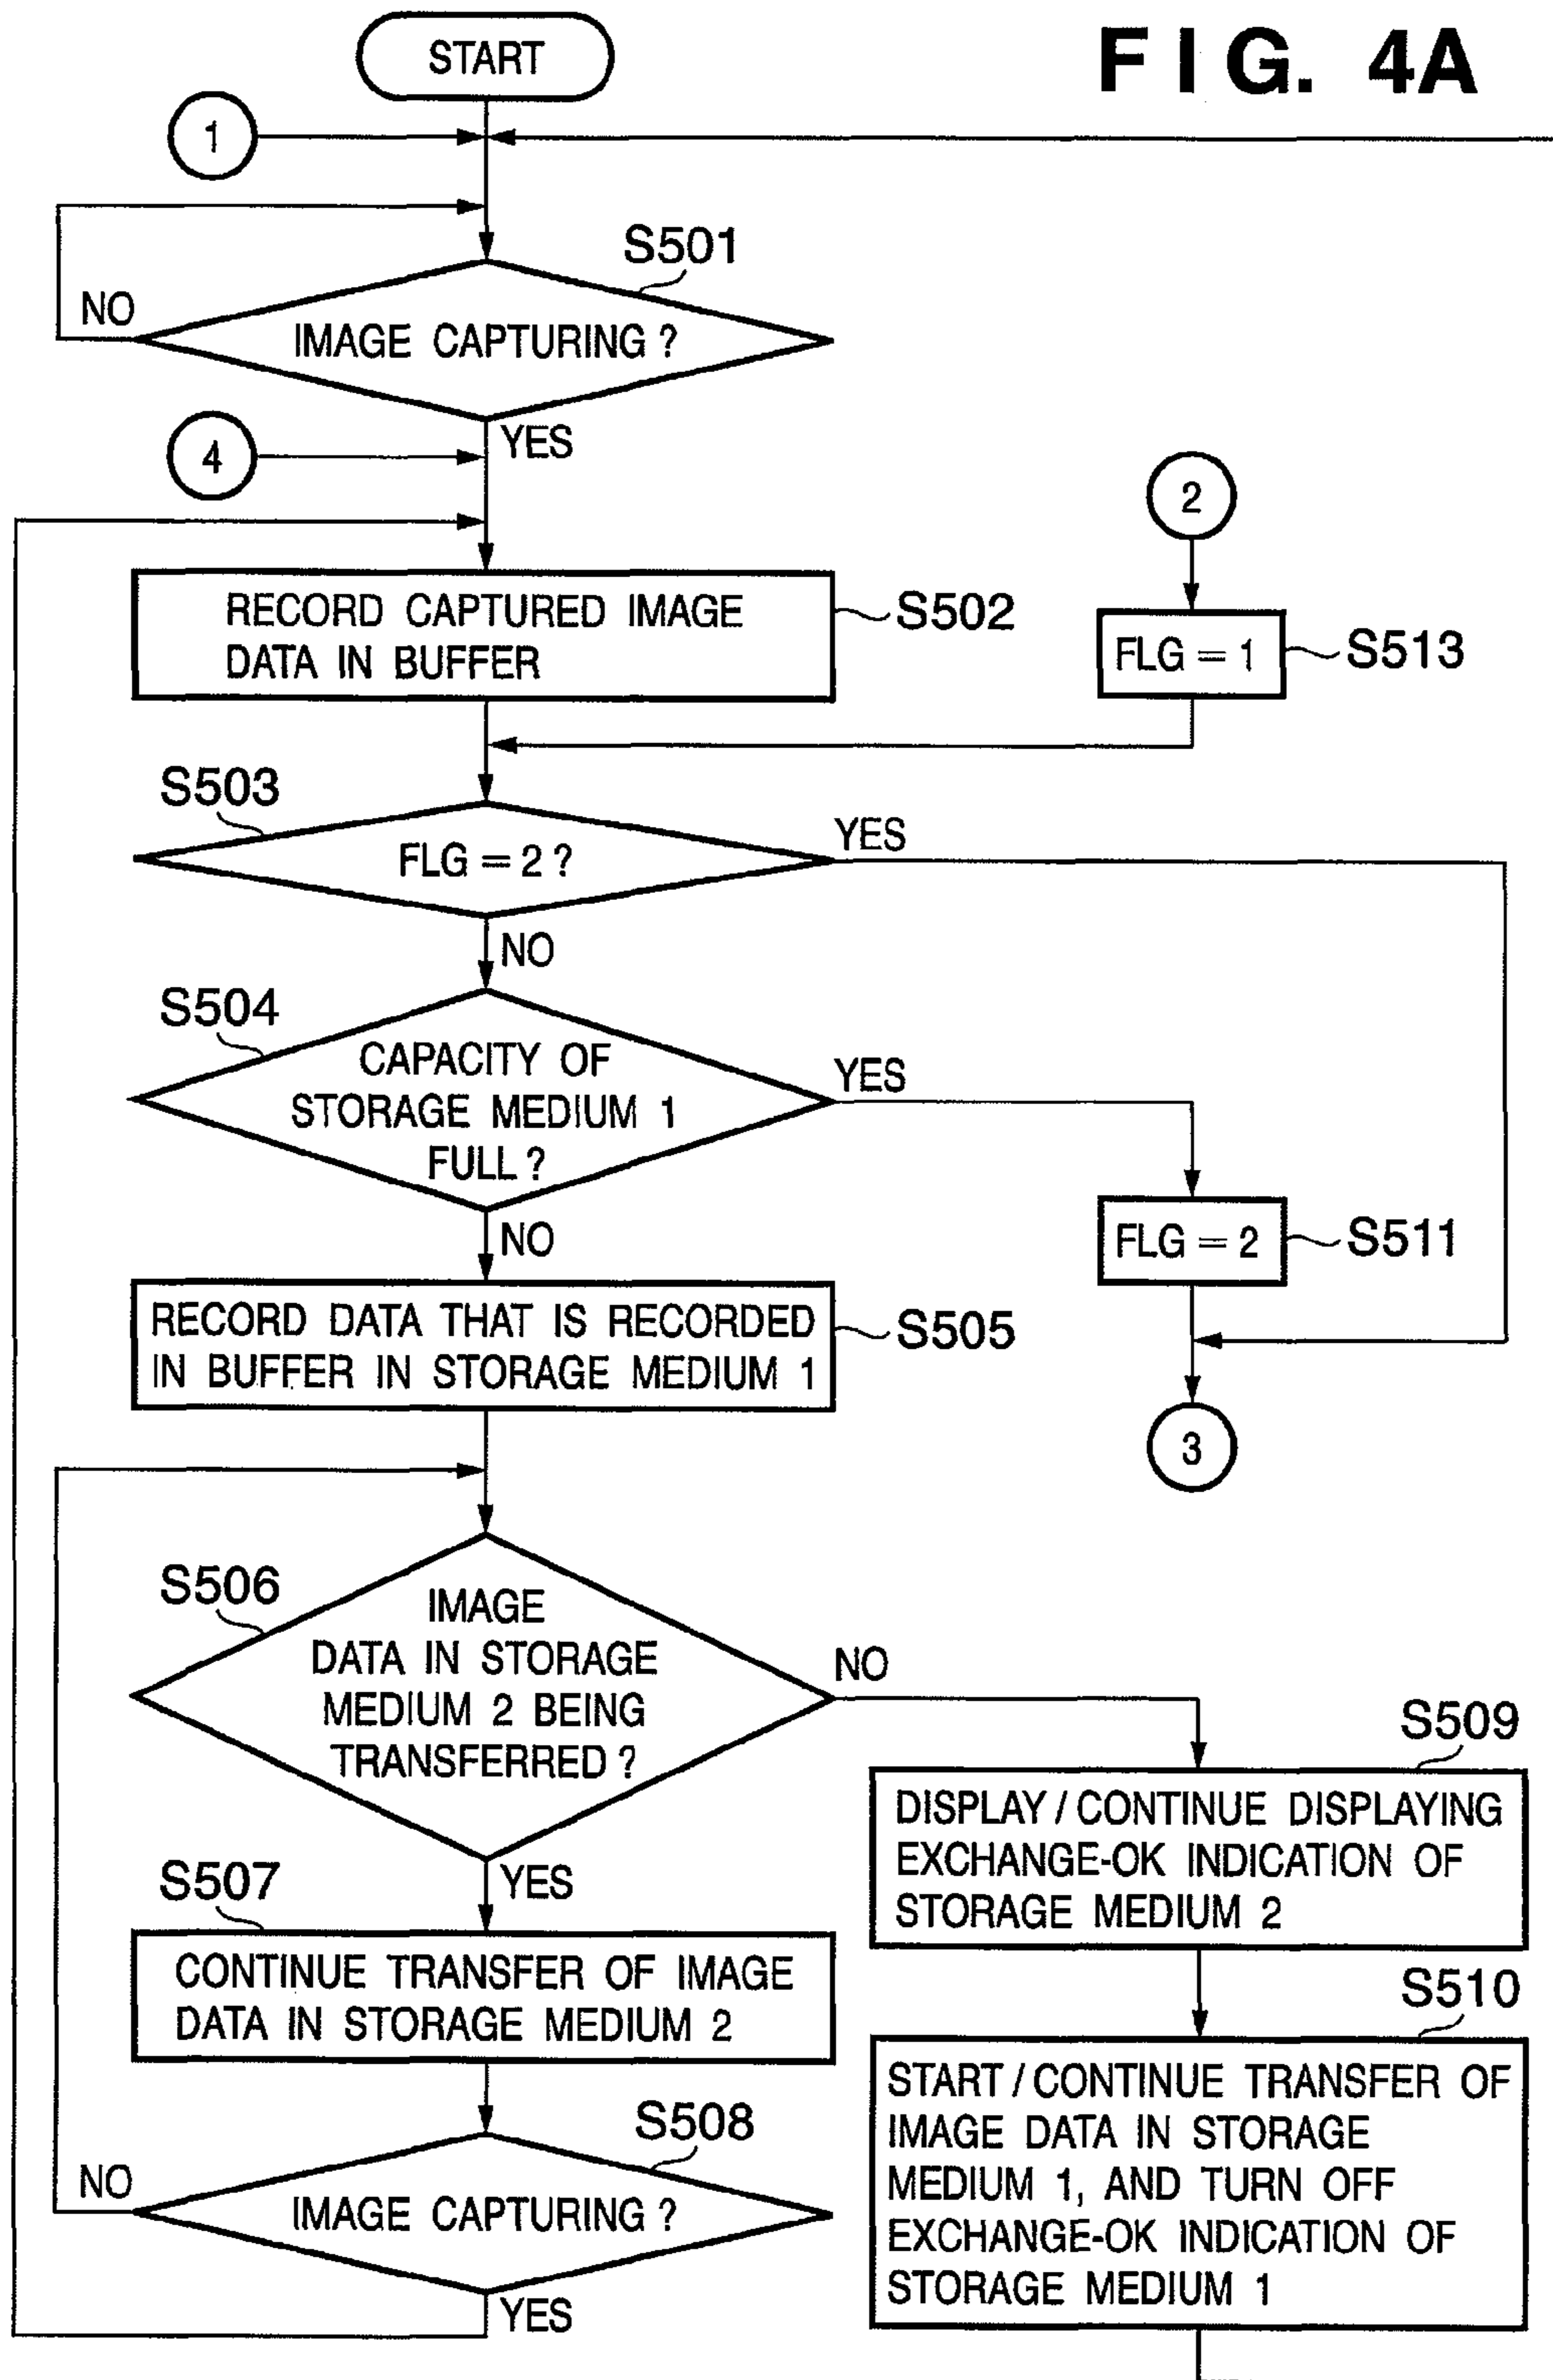 FIG. 4A
START
1
S501
NO
IMAGE CAPTURING?
YES
4
2
RECORD CAPTURED IMAGE
DATA IN BUFFER
S502
FLG = 1
S513
S503
FLG = 2?
YES
NO
S504
CAPACITY OF
STORAGE MEDIUM 1
FULL?
YES
NO
FLG = 2
S511
RECORD DATA THAT IS RECORDED
IN BUFFER IN STORAGE MEDIUM 1
S505
3
S506
IMAGE
DATA IN STORAGE
MEDIUM 2 BEING
TRANSFERRED?
NO
YES
S509
DISPLAY / CONTINUE DISPLAYING
EXCHANGE-OK INDICATION OF
STORAGE MEDIUM 2
S507
CONTINUE TRANSFER OF IMAGE
DATA IN STORAGE MEDIUM 2
S510
START / CONTINUE TRANSFER OF
IMAGE DATA IN STORAGE
MEDIUM 1, AND TURN OFF
EXCHANGE-OK INDICATION OF
STORAGE MEDIUM 1
S508
NO
IMAGE CAPTURING?
YES